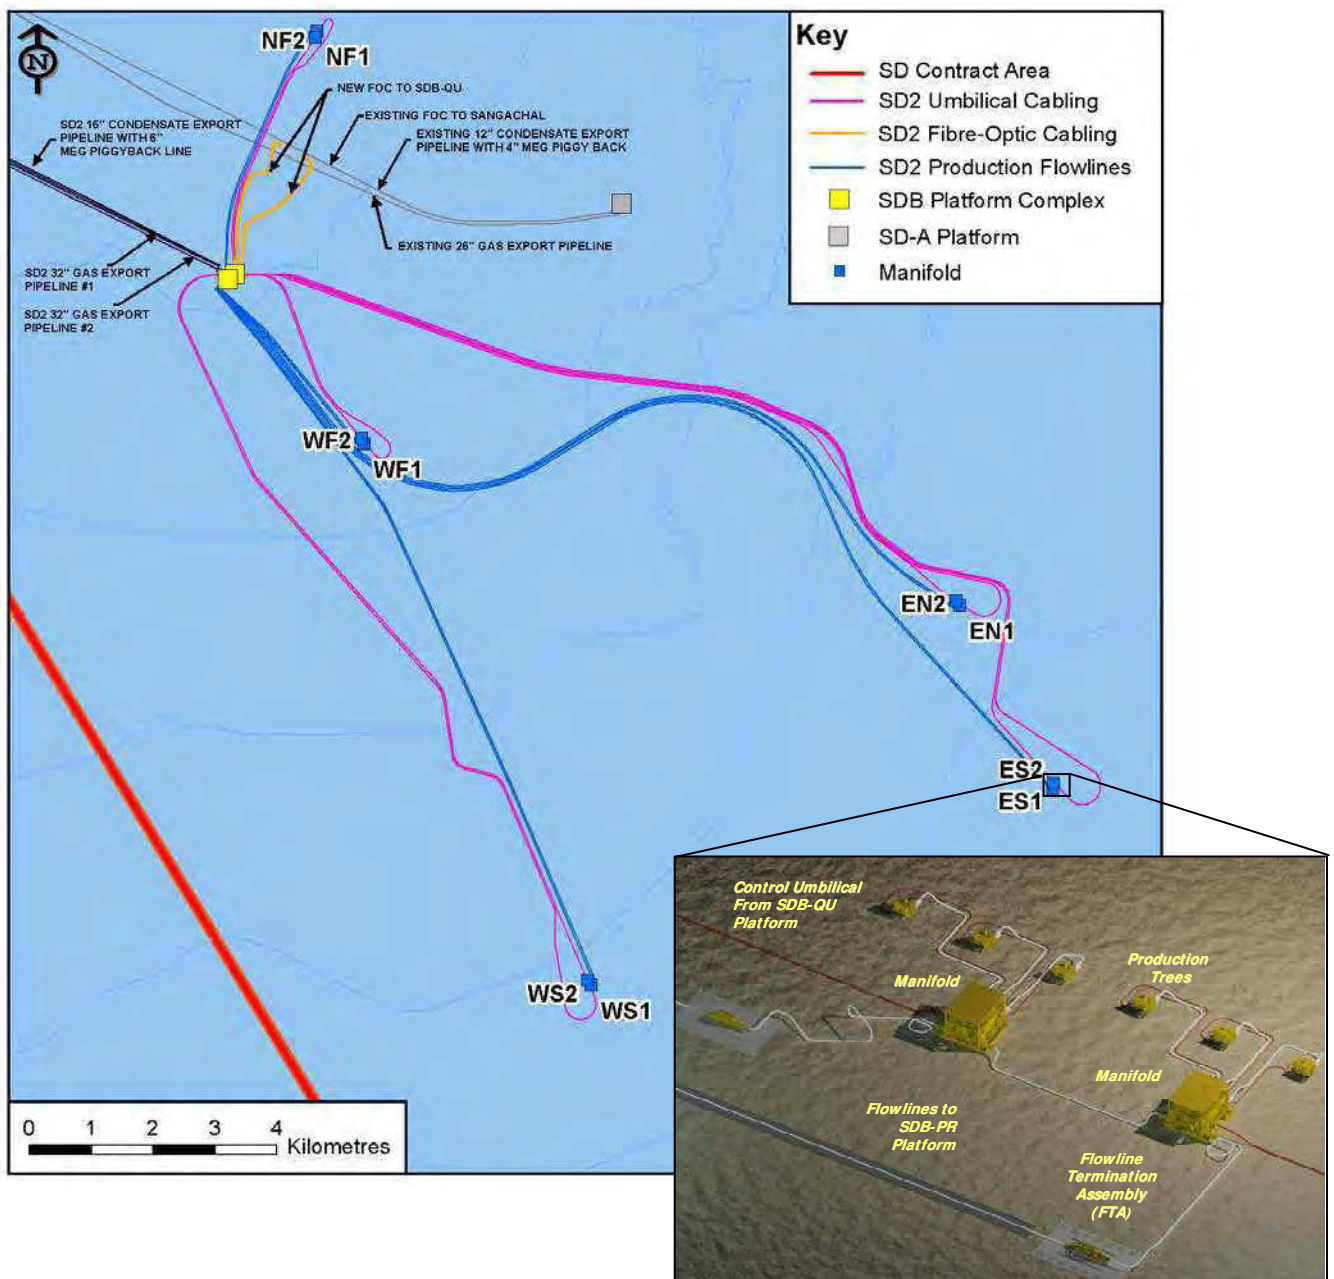 NF2
NF1
N
NEW FOC TO SDB-QU
SD2 16" CONDENSATE EXPORT
PIPELINE WITH 6"
MEG PIGGYBACK LINE
EXISTING FOC TO SANGACHAL
EXISTING 12" CONDENSATE EXPORT
PIPELINE WITH 4" MEG PIGGY BACK
EXISTING 26" GAS EXPORT PIPELINE
SD2 32" GAS EXPORT
PIPELINE #1
SD2 32" GAS EXPORT
PIPELINE #2
Key
SD Contract Area
SD2 Umbilical Cabling
SD2 Fibre-Optic Cabling
SD2 Production Flowlines
SDB Platform Complex
SD-A Platform
Manifold
WF2
WF1
EN2
EN1
ES2
ES1
WS2
WS1
0 1 2 3 4
Kilometres
Control Umbilical
From SDB-QU
Platform
Manifold
Production
Trees
Manifold
Flowlines to
SDB-PR
Platform
Flowline
Termination
Assembly
(FTA)